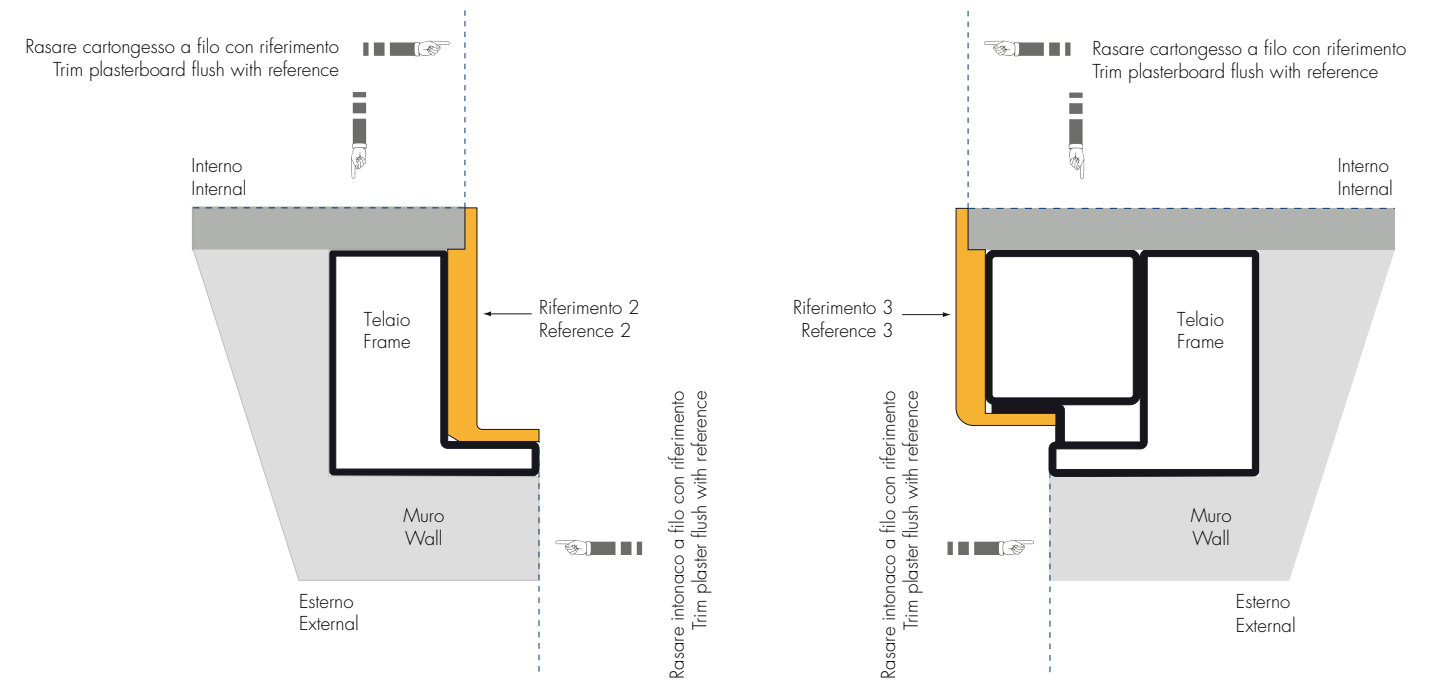 Rasare cartongesso a filo con riferimento
Trim plasterboard flush with reference
Rasare cartongesso a filo con riferimento
Trim plasterboard flush with reference
Interno
Internal
Interno
Internal
Telaio
Frame
Riferimento 2
Reference 2
Riferimento 3
Reference 3
Telaio
Frame
Rasare intonaco a filo con riferimento
Trim plaster flush with reference
Rasare intonaco a filo con riferimento
Trim plaster flush with reference
Muro
Wall
Muro
Wall
Esterno
External
Esterno
External